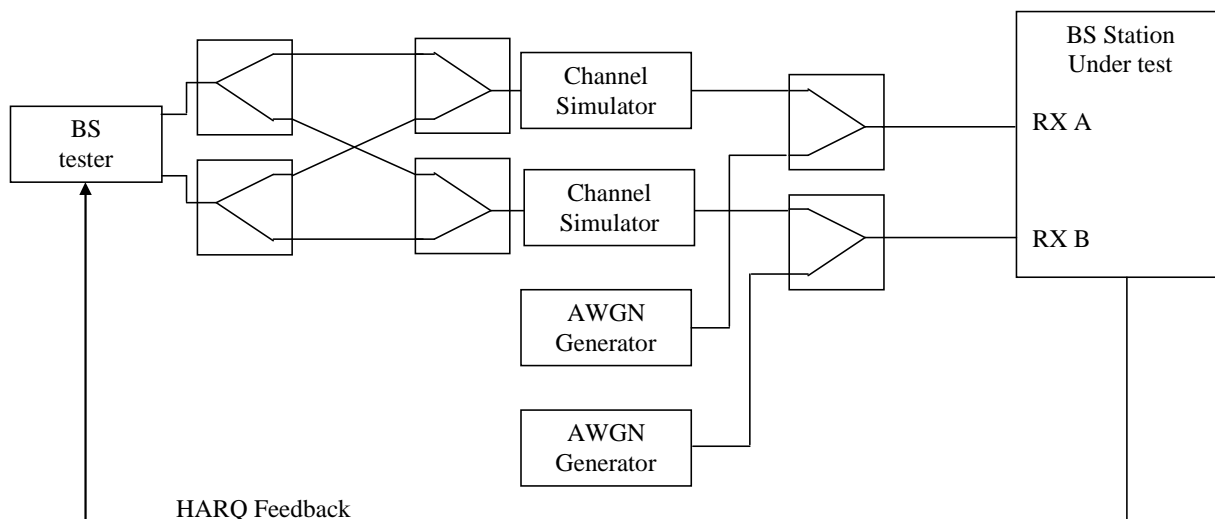 BS
tester
Channel
Simulator
Channel
Simulator
AWGN
Generator
AWGN
Generator
BS Station
Under test
RX A
RX B
HARQ Feedback